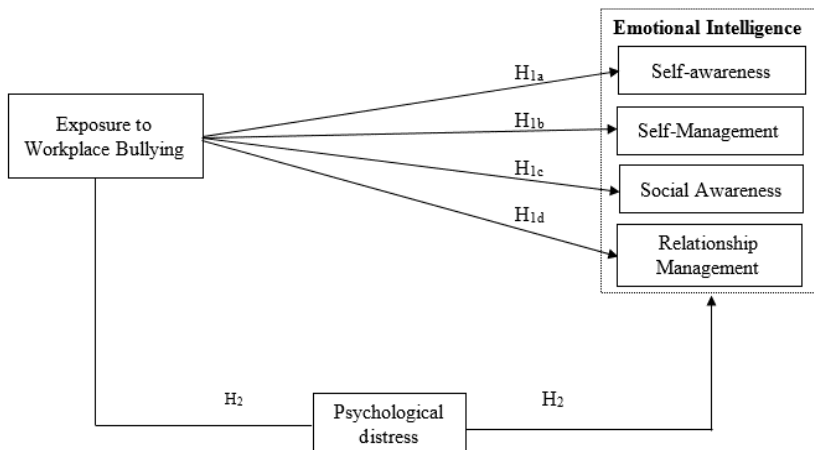 Emotional Intelligence
H1a
Self-awareness
Exposure to
Workplace Bullying
H1b
Self-Management
H1c
Social Awareness
H1d
Relationship
Management
H2
H2
Psychological
distress